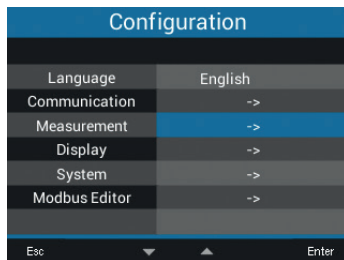 Configuration
Language English
Communication ->
Measurement ->
Display ->
System ->
Modbus Editor ->
Esc Enter